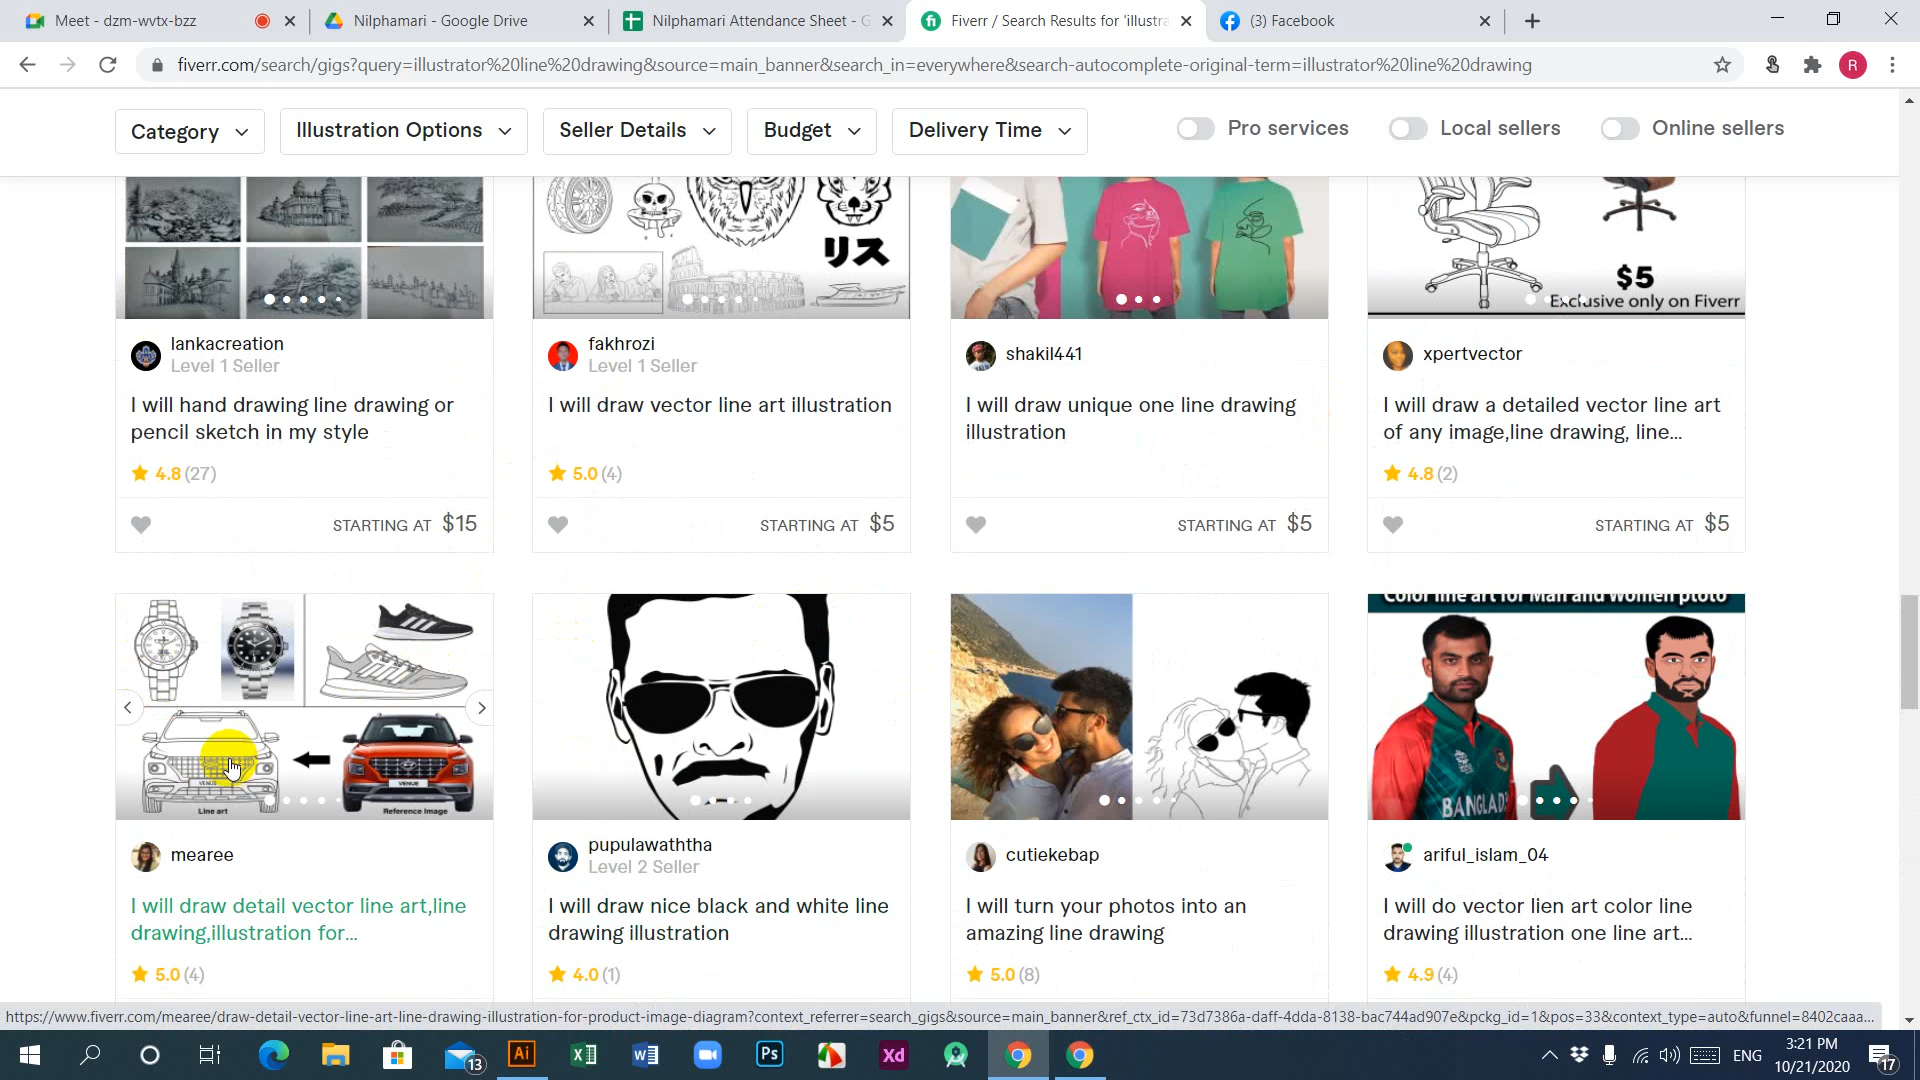 Meet - dzm-wvtx-bzz
Nilphamari - Google Drive
Nilphamari Attendance Sheet - G
Fiverr / Search Results for 'illustra
(3) Facebook
fiverr.com/search/gigs?query=illustrator%20line%20drawing&source=main_banner&search_in=everywhere&search-autocomplete-original-term=illustrator%20line%20drawing
R
Category
Illustration Options
Seller Details
Budget
Delivery Time
Pro services
Local sellers
Online sellers
リス
$5
Exclusive only on Fiverr
lankacreation
Level 1 Seller
fakhrozi
Level 1 Seller
shakil441
xpertvector
I will hand drawing line drawing or
pencil sketch in my style
I will draw vector line art illustration
I will draw unique one line drawing
illustration
I will draw a detailed vector line art
of any image,line drawing, line...
4.8 (27)
5.0 (4)
4.8 (2)
STARTING AT $15
STARTING AT $5
STARTING AT $5
STARTING AT $5
Color line art for Man and women photo
VENUE
VENUE
Line art
Reference Image
BANGLAD
mearee
pupulawaththa
Level 2 Seller
cutiekebap
ariful_islam_04
I will draw detail vector line art,line
drawing,illustration for...
I will draw nice black and white line
drawing illustration
I will turn your photos into an
amazing line drawing
I will do vector lien art color line
drawing illustration one line art...
5.0 (4)
4.0 (1)
5.0 (8)
4.9 (4)
https://www.fiverr.com/mearee/draw-detail-vector-line-art-line-drawing-illustration-for-product-image-diagram?context_referrer=search_gigs&source=main_banner&ref_ctx_id=73d7386a-daff-4dda-8138-bac744ad907e&pckg_id=1&pos=33&context_type=auto&funnel=8402caaa...
13
Ai
Ps
Xd
ENG
3:21 PM
10/21/2020
17